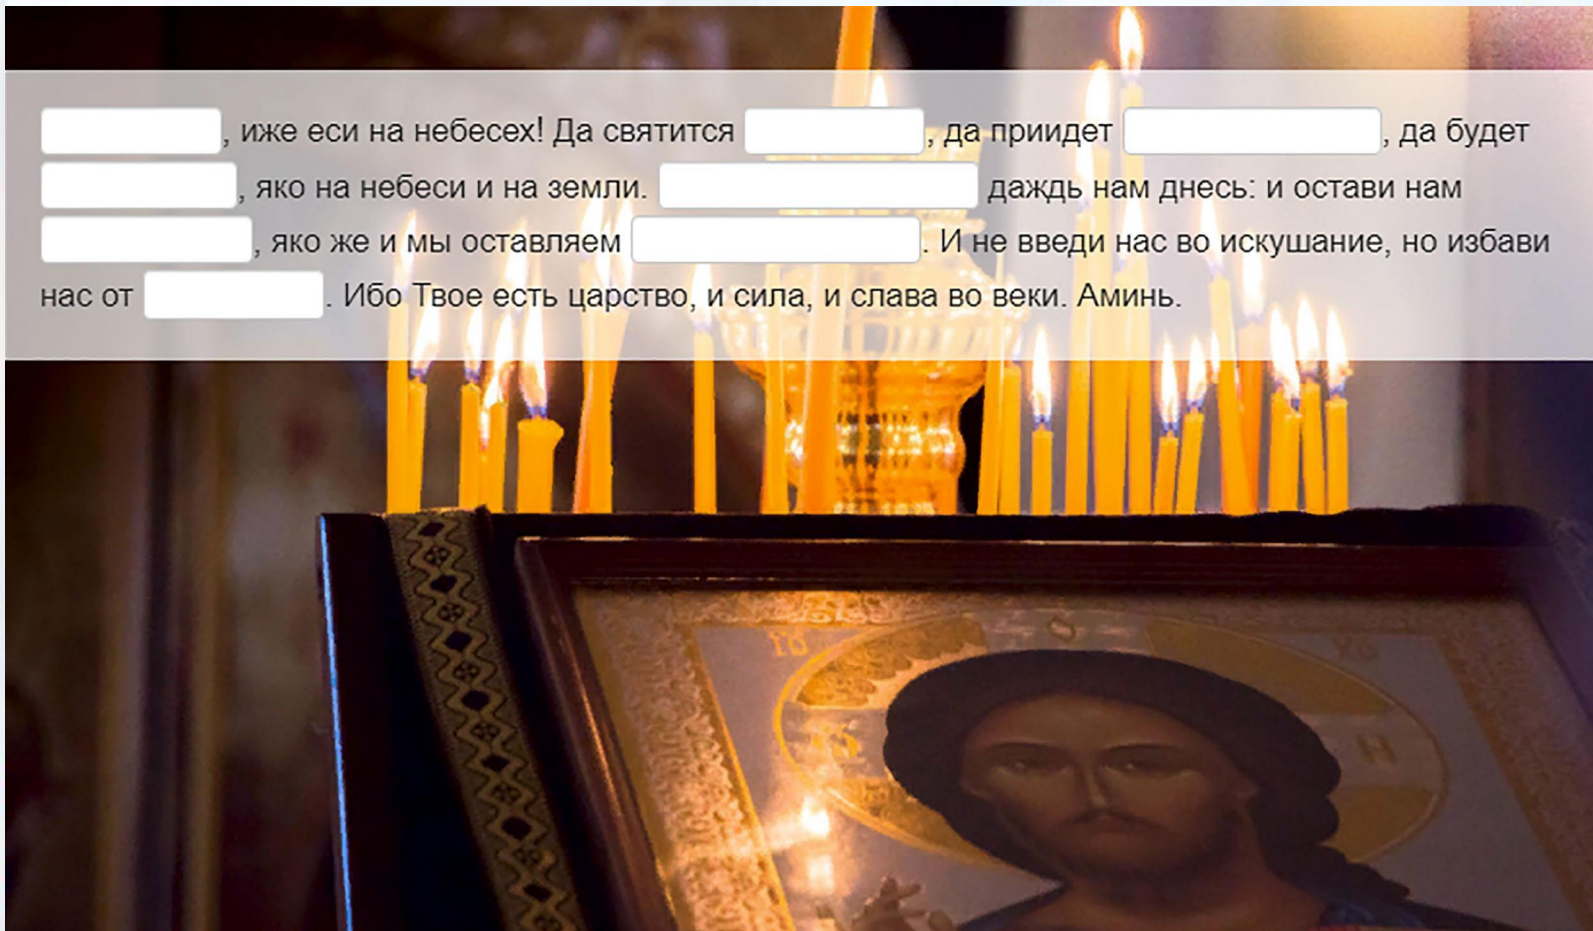 , иже еси на небесех! Да святится , да приидет , да будет
, яко на небеси и на земли. даждь нам днесь: и остави нам
, яко же и мы оставляем . И не введи нас во искушание, но избави
нас от . Ибо Твое есть царство, и сила, и слава во веки. Аминь.